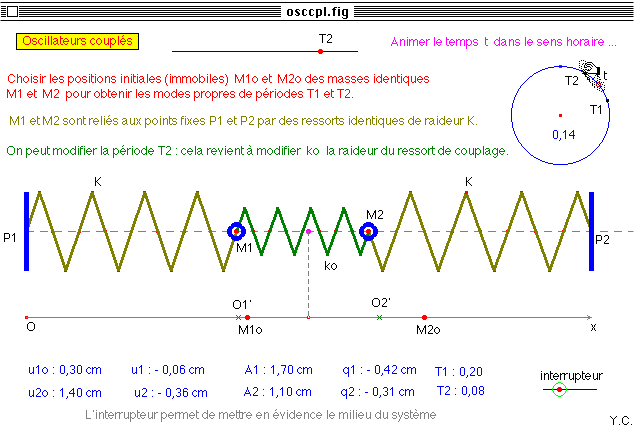 osccpl.fig
Oscillateurs couplés
T2
Animer le temps t dans le sens horaire ...
Choisir les positions initiales (immobiles) M1o et M2o des masses identiques
M1 et M2 pour obtenir les modes propres de périodes T1 et T2.
T2
t
T1
0,14
M1 et M2 sont reliés aux points fixes P1 et P2 par des ressorts identiques de raideur K.
On peut modifier la période T2 : cela revient à modifier ko la raideur du ressort de couplage.
K
K
M2
P1
M1
P2
ko
O1'
O2'
O
M1o
M2o
x
u1o : 0,30 cm
u1 : - 0,06 cm
A1 : 1,70 cm
q1 : - 0,42 cm
T1 : 0,20
interrupteur
u2o : 1,40 cm
u2 : - 0,36 cm
A2 : 1,10 cm
q2 : - 0,31 cm
T2 : 0,08
L'interrupteur permet de mettre en évidence le milieu du système
Y.C.